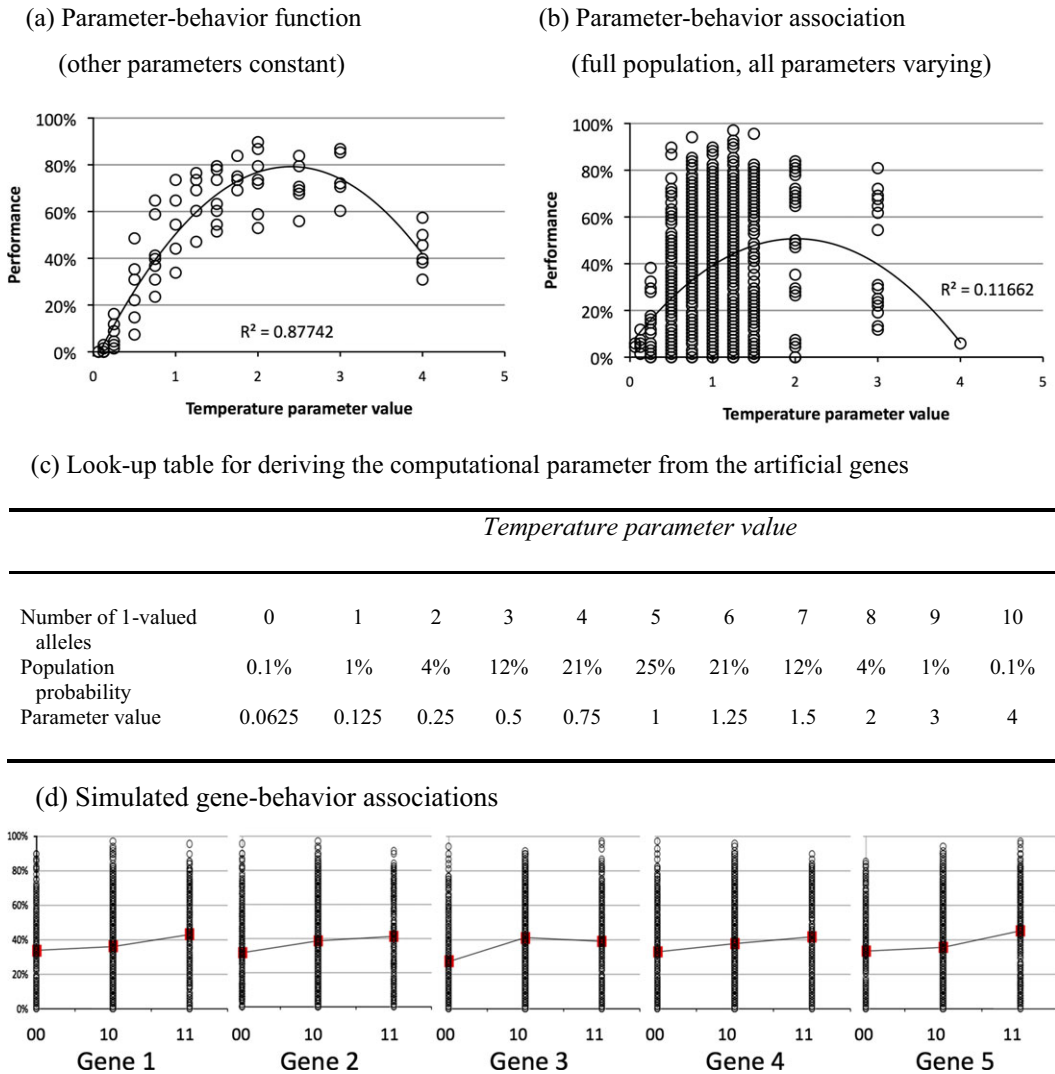 (a) Parameter-behavior function
(other parameters constant)
(b) Parameter-behavior association
(full population, all parameters varying)
100%
80%
60%
40%
20%
0%
Performance
R² = 0.87742
0 1 2 3 4 5
Temperature parameter value
100%
80%
60%
40%
20%
0%
Performance
R² = 0.11662
0 1 2 3 4 5
Temperature parameter value
(c) Look-up table for deriving the computational parameter from the artificial genes
Temperature parameter value
Number of 1-valued 0 1 2 3 4 5 6 7 8 9 10
alleles
Population 0.1% 1% 4% 12% 21% 25% 21% 12% 4% 1% 0.1%
probability
Parameter value 0.0625 0.125 0.25 0.5 0.75 1 1.25 1.5 2 3 4
(d) Simulated gene-behavior associations
100%
80%
60%
40%
20%
0%
00 10 11 00 10 11 00 10 11 00 10 11 00 10 11
Gene 1 Gene 2 Gene 3 Gene 4 Gene 5